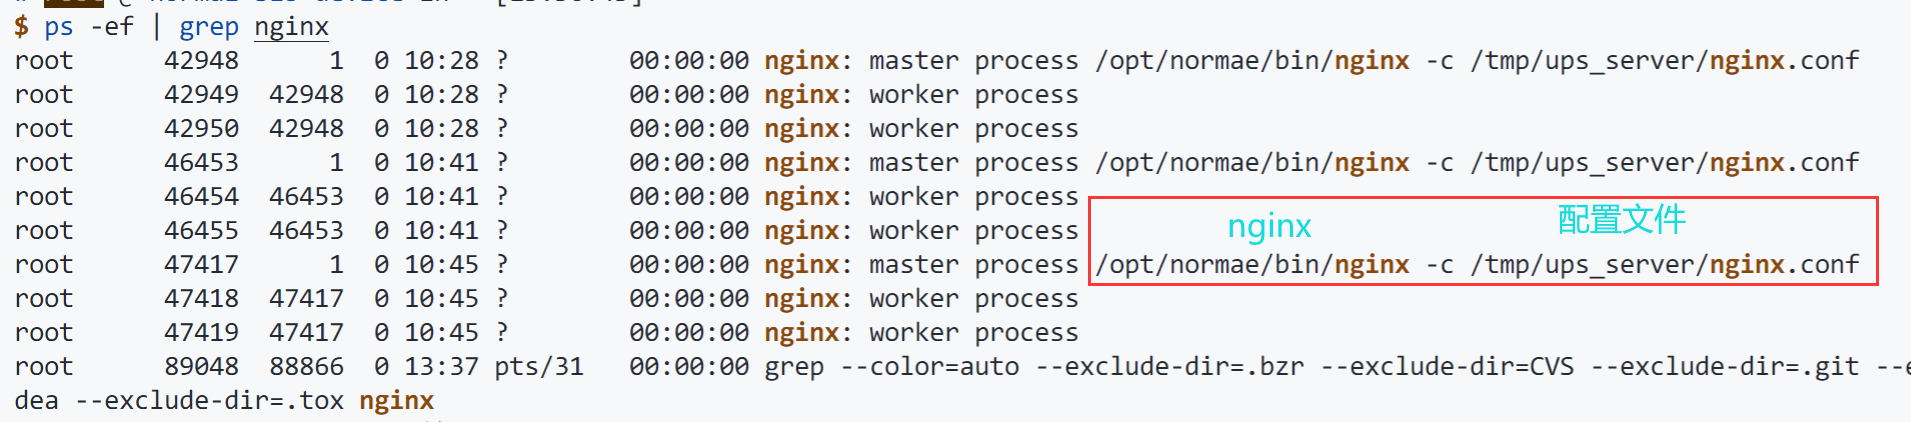 $ ps -ef | grep nginx
root 42948 1 0 10:28 ? 00:00:00 nginx: master process /opt/normae/bin/nginx -c /tmp/ups_server/nginx.conf
root 42949 42948 0 10:28 ? 00:00:00 nginx: worker process
root 42950 42948 0 10:28 ? 00:00:00 nginx: worker process
root 46453 1 0 10:41 ? 00:00:00 nginx: master process /opt/normae/bin/nginx -c /tmp/ups_server/nginx.conf
root 46454 46453 0 10:41 ? 00:00:00 nginx: worker process
root 46455 46453 0 10:41 ? 00:00:00 nginx: worker process
nginx 配置文件
root 47417 1 0 10:45 ? 00:00:00 nginx: master process /opt/normae/bin/nginx -c /tmp/ups_server/nginx.conf
root 47418 47417 0 10:45 ? 00:00:00 nginx: worker process
root 47419 47417 0 10:45 ? 00:00:00 nginx: worker process
root 89048 88866 0 13:37 pts/31 00:00:00 grep --color=auto --exclude-dir=.bzr --exclude-dir=CVS --exclude-dir=.git
dea --exclude-dir=.tox nginx